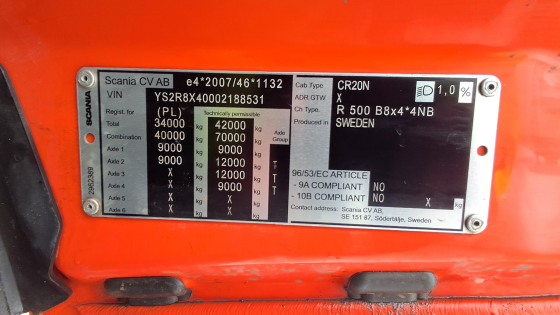 Scania CV AB e4*2007/46*1132
VIN YS2R8X40002188531
Regist. for (PL) Technically permissible
Total 34000 kg 42000 kg
Combination 40000 kg 70000 kg Axle Group
Axle 1 9000 kg 9000 kg
Axle 2 9000 kg 12000 kg T
Axle 3 X kg 12000 kg T
Axle 4 X kg 9000 kg T
Axle 5 X kg X kg
Axle 6 X kg X kg
SCANIA
2962389
Cab Type CR20N 1,0 %
ADR GTW X
Ch Type. R 500 B8x4*4NB
Produced in SWEDEN
96/53/EC ARTICLE
- 9A COMPLIANT NO
- 10B COMPLIANT NO X kg
Contact address: Scania CV AB,
SE 151 87, Södertälje, Sweden